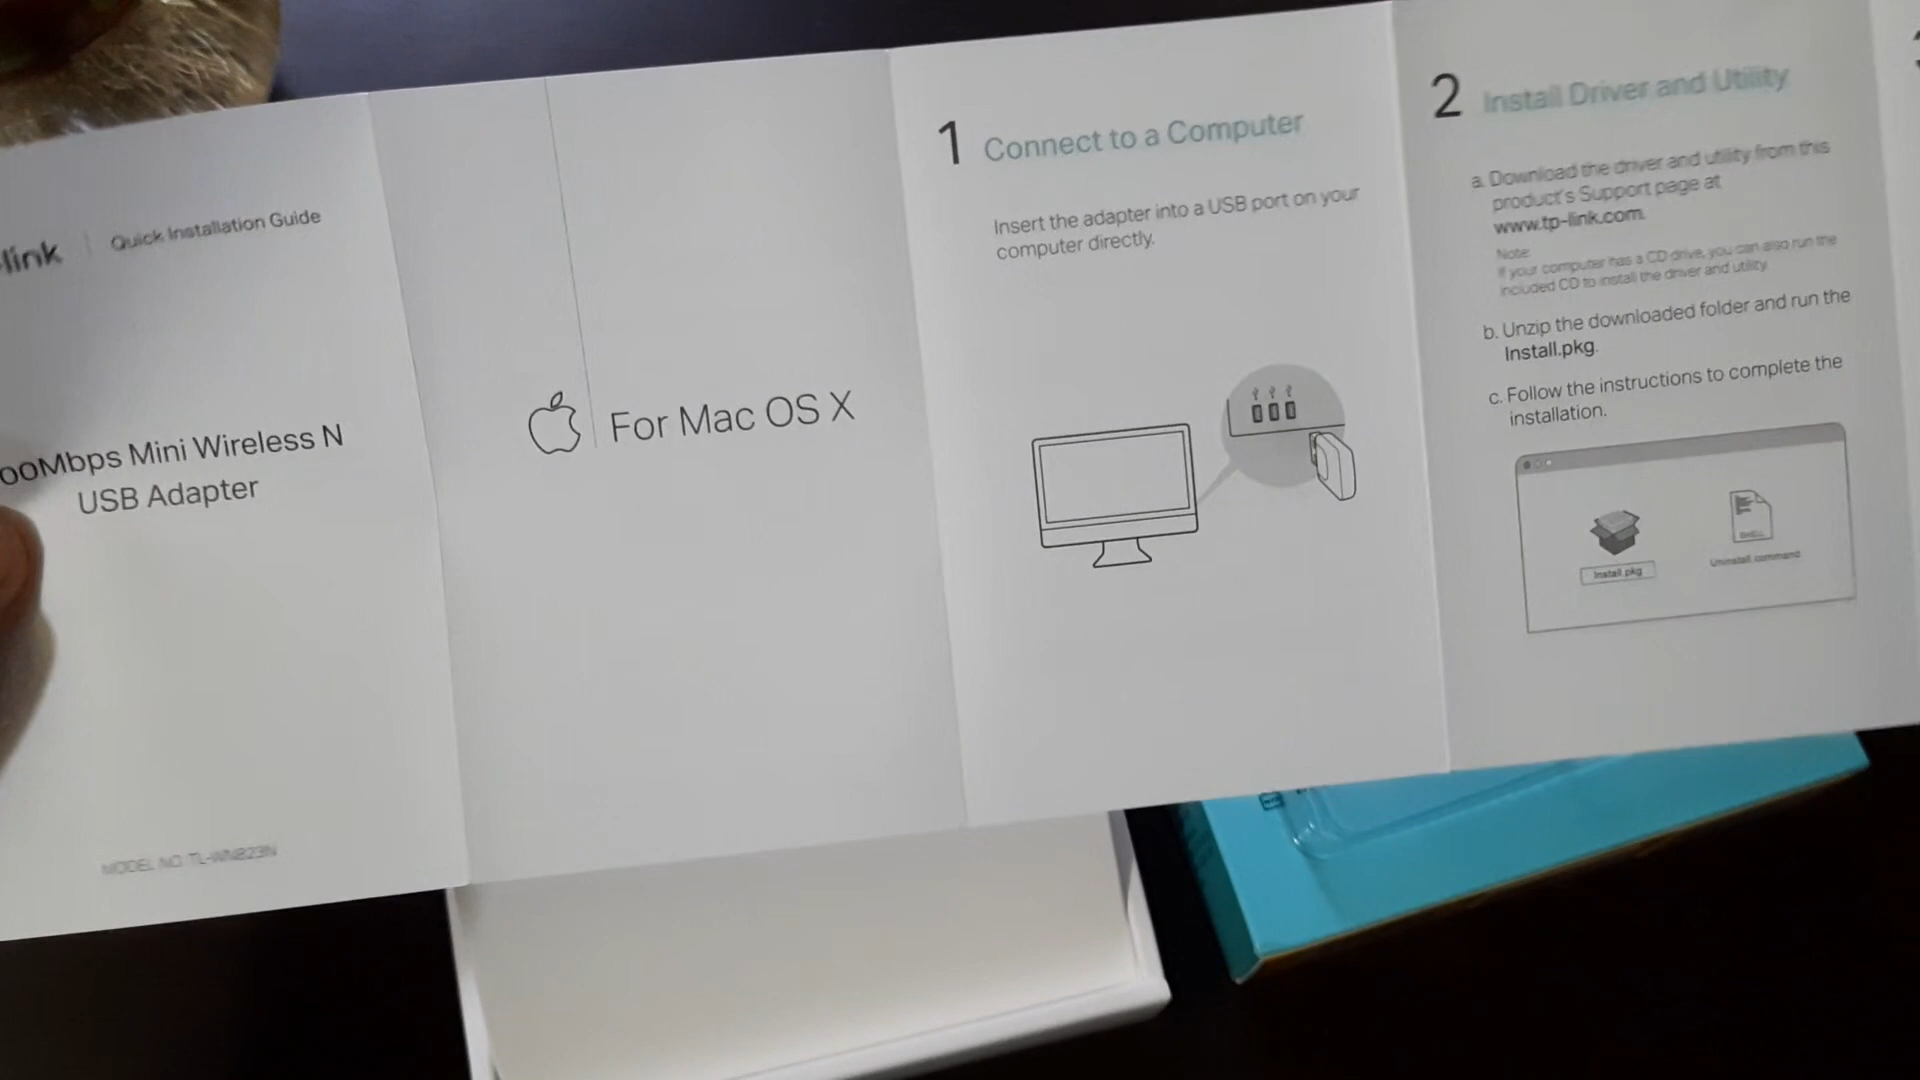 link | Quick Installation Guide
00Mbps Mini Wireless N
USB Adapter
MODEL NO. TL-WN823N
For Mac OS X
1 Connect to a Computer
Insert the adapter into a USB port on your
computer directly.
2 Install Driver and Utility
a. Download the driver and utility from this
product's Support page at
www.tp-link.com.
Note:
If your computer has a CD drive, you can also run the
included CD to install the driver and utility.
b. Unzip the downloaded folder and run the
Install.pkg.
c. Follow the instructions to complete the
installation.
Install.pkg
SHELL
Uninstall.command